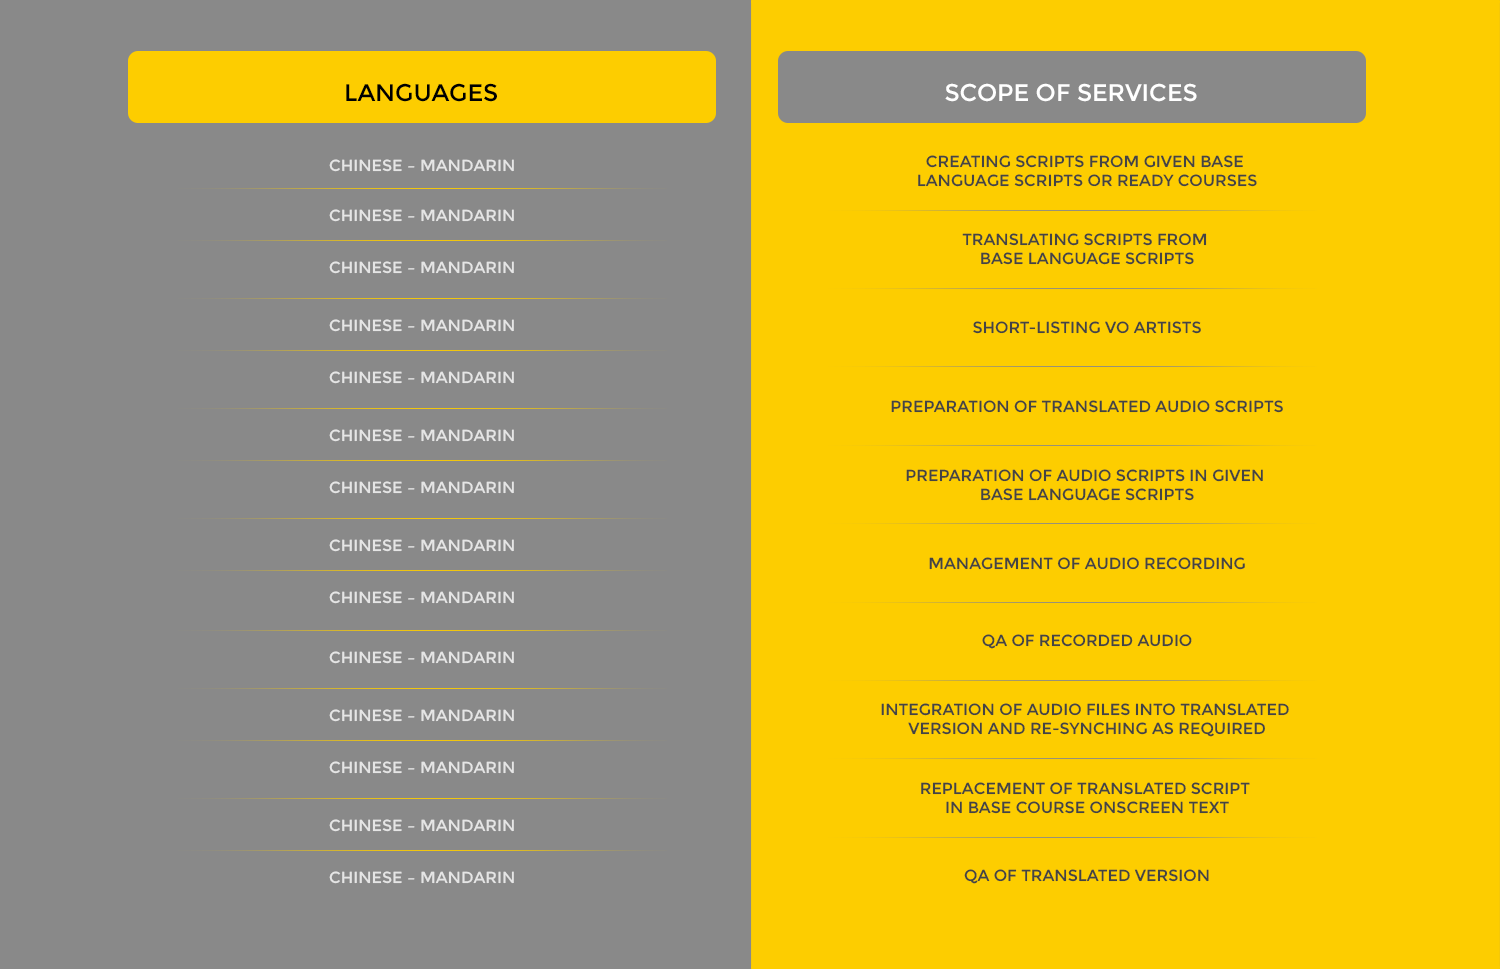 LANGUAGES
CHINESE – MANDARIN
CHINESE – MANDARIN
CHINESE – MANDARIN
CHINESE – MANDARIN
CHINESE – MANDARIN
CHINESE – MANDARIN
CHINESE – MANDARIN
CHINESE – MANDARIN
CHINESE – MANDARIN
CHINESE – MANDARIN
CHINESE – MANDARIN
CHINESE – MANDARIN
CHINESE – MANDARIN
CHINESE – MANDARIN
SCOPE OF SERVICES
CREATING SCRIPTS FROM GIVEN BASE
LANGUAGE SCRIPTS OR READY COURSES
TRANSLATING SCRIPTS FROM
BASE LANGUAGE SCRIPTS
SHORT-LISTING VO ARTISTS
PREPARATION OF TRANSLATED AUDIO SCRIPTS
PREPARATION OF AUDIO SCRIPTS IN GIVEN
BASE LANGUAGE SCRIPTS
MANAGEMENT OF AUDIO RECORDING
QA OF RECORDED AUDIO
INTEGRATION OF AUDIO FILES INTO TRANSLATED
VERSION AND RE-SYNCHING AS REQUIRED
REPLACEMENT OF TRANSLATED SCRIPT
IN BASE COURSE ONSCREEN TEXT
QA OF TRANSLATED VERSION